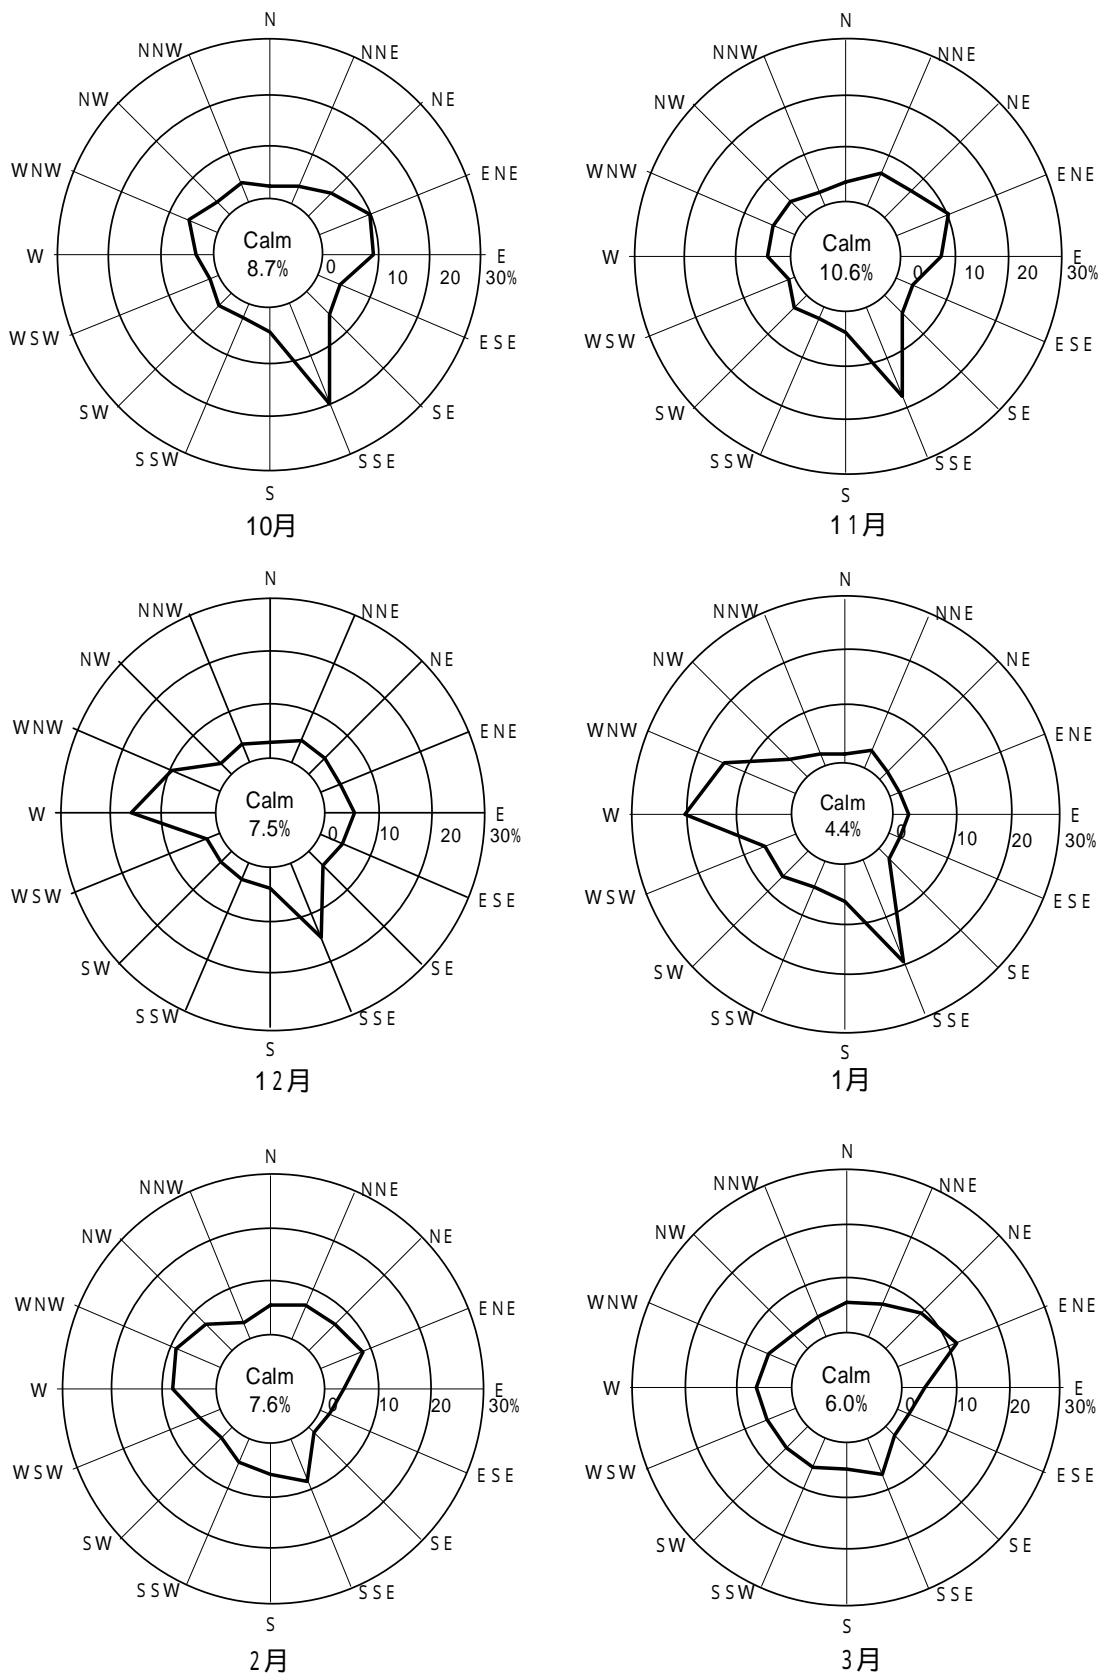 N
NNW NNE
NW NE
WNW ENE
Calm
8.7%
W E
0 10 20 30%
WSW ESE
SW SE
SSW SSE
S
10月
N
NNW NNE
NW NE
WNW ENE
Calm
10.6%
W E
0 10 20 30%
WSW ESE
SW SE
SSW SSE
S
11月
N
NNW NNE
NW NE
WNW ENE
Calm
7.5%
W E
0 10 20 30%
WSW ESE
SW SE
SSW SSE
S
12月
N
NNW NNE
NW NE
WNW ENE
Calm
4.4%
W E
0 10 20 30%
WSW ESE
SW SE
SSW SSE
S
1月
N
NNW NNE
NW NE
WNW ENE
Calm
7.6%
W E
0 10 20 30%
WSW ESE
SW SE
SSW SSE
S
2月
N
NNW NNE
NW NE
WNW ENE
Calm
6.0%
W E
0 10 20 30%
WSW ESE
SW SE
SSW SSE
S
3月